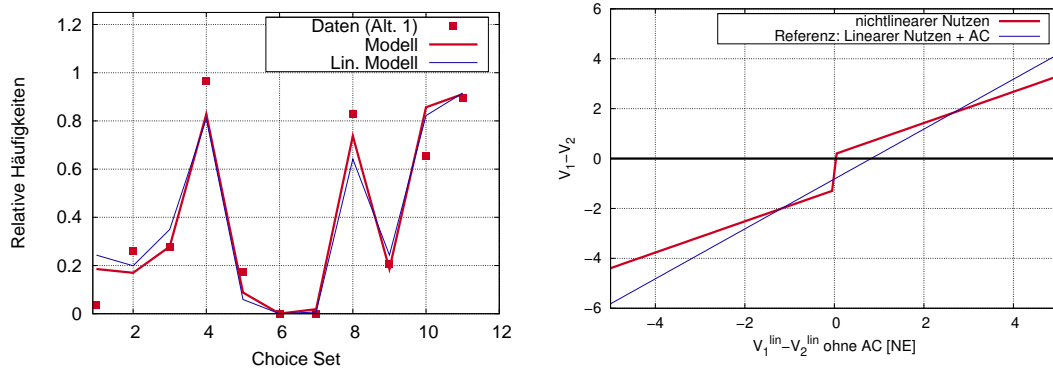 Relative Häufigkeiten
1.2
1
0.8
0.6
0.4
0.2
0
Daten (Alt. 1)
Modell
Lin. Modell
2
4
6
8
10
12
Choice Set
V₁−V₂
6
4
2
0
−2
−4
−6
nichtlinearer Nutzen
Referenz: Linearer Nutzen + AC
−4
−2
0
2
4
V₁ˡⁱⁿ−V₂ˡⁱⁿ ohne AC [NE]